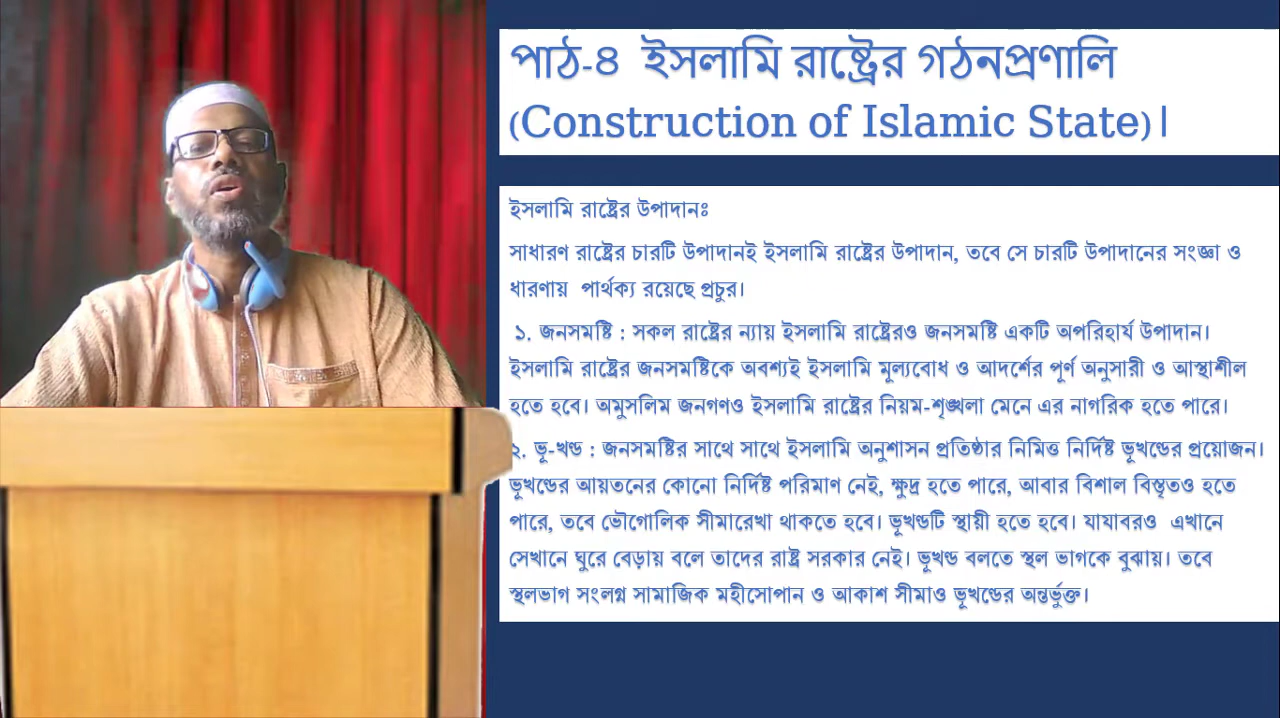 পাঠ-৪ ইসলামি রাষ্ট্রের গঠনপ্রণালি
(Construction of Islamic State)।
ইসলামি রাষ্ট্রের উপাদানঃ
সাধারণ রাষ্ট্রের চারটি উপাদানই ইসলামি রাষ্ট্রের উপাদান, তবে সে চারটি উপাদানের সংজ্ঞা ও
ধারণায় পার্থক্য রয়েছে প্রচুর।
১. জনসমষ্টি : সকল রাষ্ট্রের ন্যায় ইসলামি রাষ্ট্রেরও জনসমষ্টি একটি অপরিহার্য উপাদান।
ইসলামি রাষ্ট্রের জনসমষ্টিকে অবশ্যই ইসলামি মূল্যবোধ ও আদর্শের পূর্ণ অনুসারী ও আস্থাশীল
হতে হবে। অমুসলিম জনগণও ইসলামি রাষ্ট্রের নিয়ম-শৃঙ্খলা মেনে এর নাগরিক হতে পারে।
২. ভূ-খন্ড : জনসমষ্টির সাথে সাথে ইসলামি অনুশাসন প্রতিষ্ঠার নিমিত্ত নির্দিষ্ট ভূখন্ডের প্রয়োজন।
ভূখন্ডের আয়তনের কোনো নির্দিষ্ট পরিমাণ নেই, ক্ষুদ্র হতে পারে, আবার বিশাল বিস্তৃতও হতে
পারে, তবে ভৌগোলিক সীমারেখা থাকতে হবে। ভূখন্ডটি স্থায়ী হতে হবে। যাযাবরও এখানে
সেখানে ঘুরে বেড়ায় বলে তাদের রাষ্ট্র সরকার নেই। ভূখন্ড বলতে স্থল ভাগকে বুঝায়। তবে
স্থলভাগ সংলগ্ন সামাজিক মহীসোপান ও আকাশ সীমাও ভূখন্ডের অন্তর্ভুক্ত।